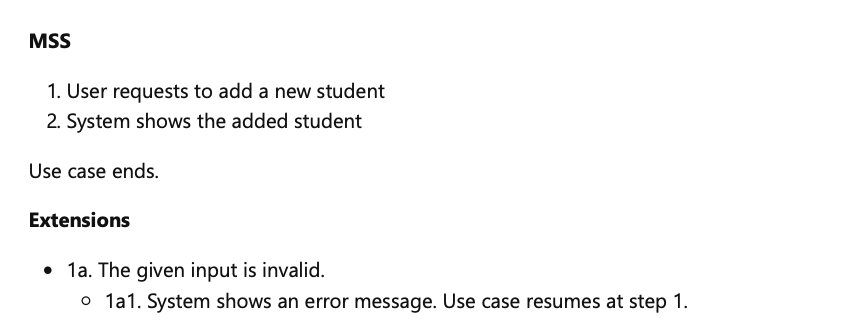 MSS
1. User requests to add a new student
2. System shows the added student
Use case ends.
Extensions
• 1a. The given input is invalid.
◦ 1a1. System shows an error message. Use case resumes at step 1.